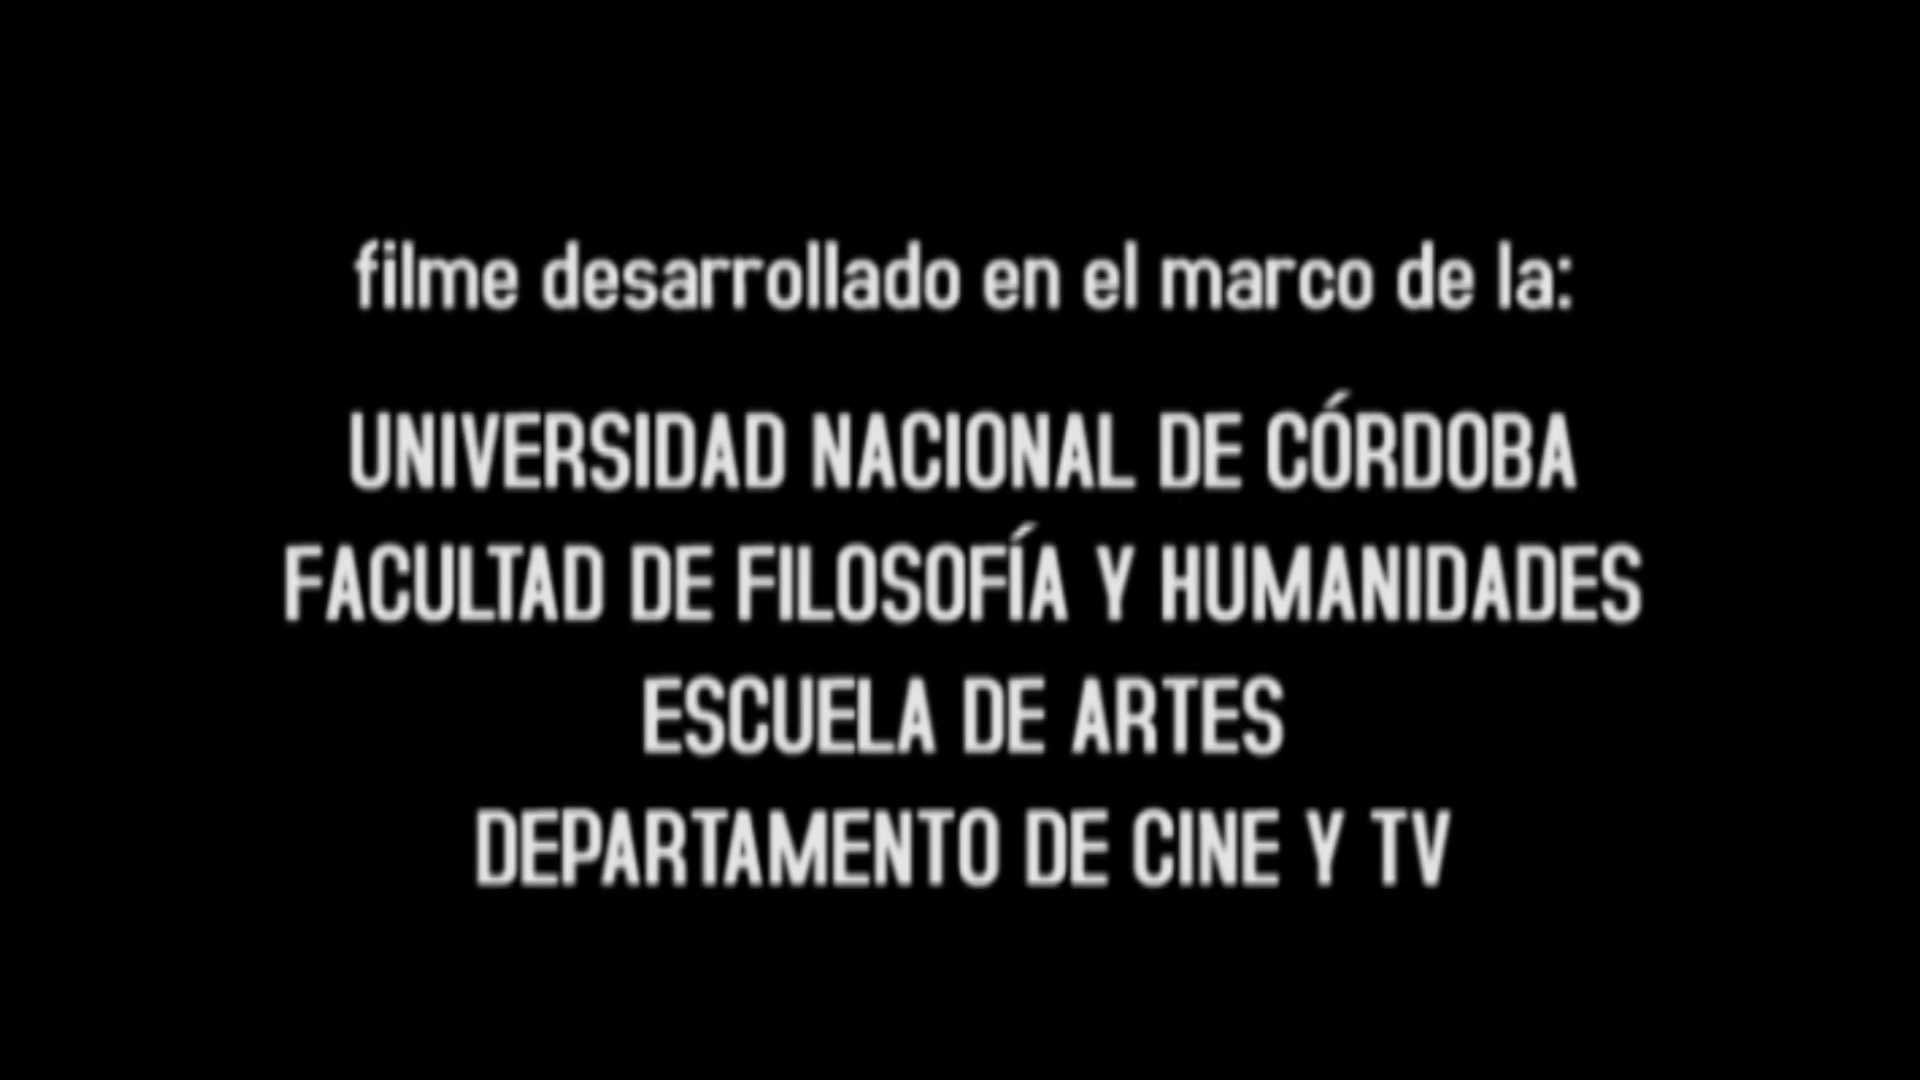 filme desarrollado en el marco de la:
UNIVERSIDAD NACIONAL DE CÓRDOBA
FACULTAD DE FILOSOFÍA Y HUMANIDADES
ESCUELA DE ARTES
DEPARTAMENTO DE CINE Y TV